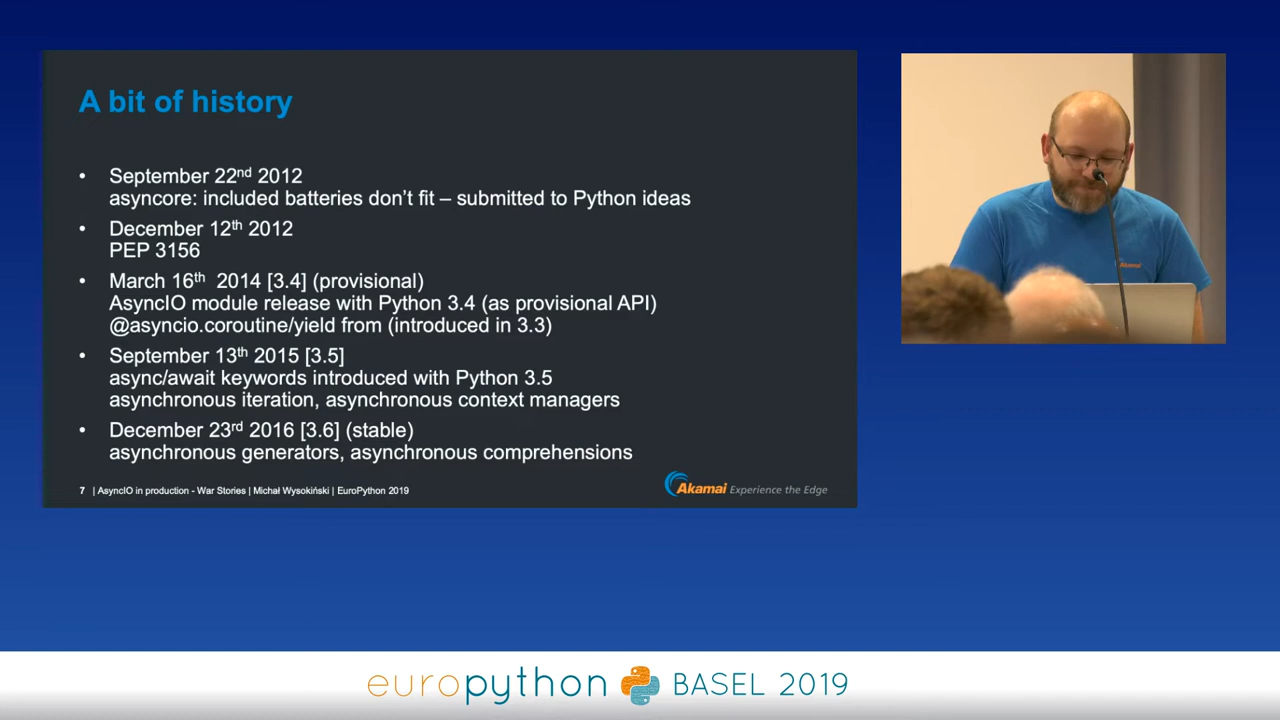 A bit of history
• September 22nd 2012
asyncore: included batteries don't fit – submitted to Python ideas
• December 12th 2012
PEP 3156
• March 16th 2014 [3.4] (provisional)
AsyncIO module release with Python 3.4 (as provisional API)
@asyncio.coroutine/yield from (introduced in 3.3)
• September 13th 2015 [3.5]
async/await keywords introduced with Python 3.5
asynchronous iteration, asynchronous context managers
• December 23rd 2016 [3.6] (stable)
asynchronous generators, asynchronous comprehensions
7 | AsyncIO in production - War Stories | Michał Wysokiński | EuroPython 2019
Akamai Experience the Edge
Akamai
europython BASEL 2019